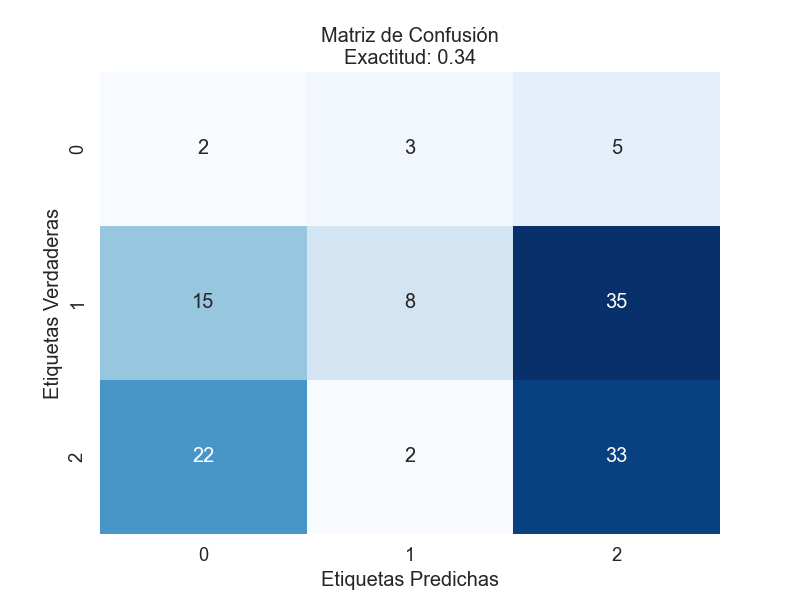 Matriz de Confusión
Exactitud: 0.34
Etiquetas Verdaderas
0 2 3 5
1 15 8 35
2 22 2 33
0 1 2
Etiquetas Predichas